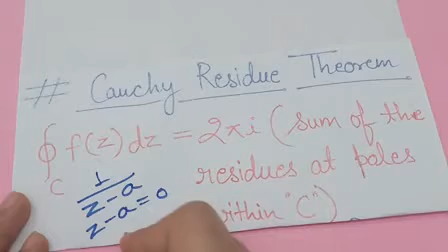 # Cauchy Residue Theorem
∮ f(z) dz = 2πi (sum of the
C
residues at poles
within "C")
1
z-a
z-a=0